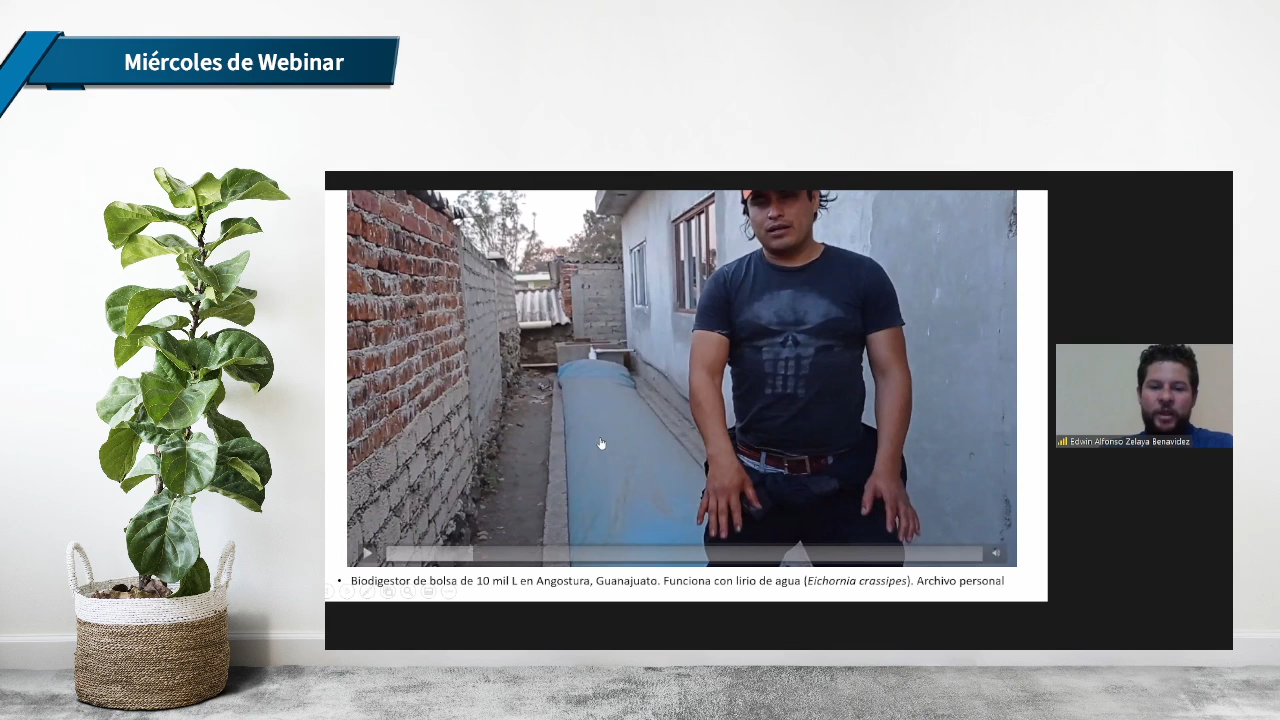 Miércoles de Webinar
Edwin Alfonso Zelaya Benavidez
• Biodigestor de bolsa de 10 mil L en Angostura, Guanajuato. Funciona con lirio de agua (Eichornia crassipes). Archivo personal